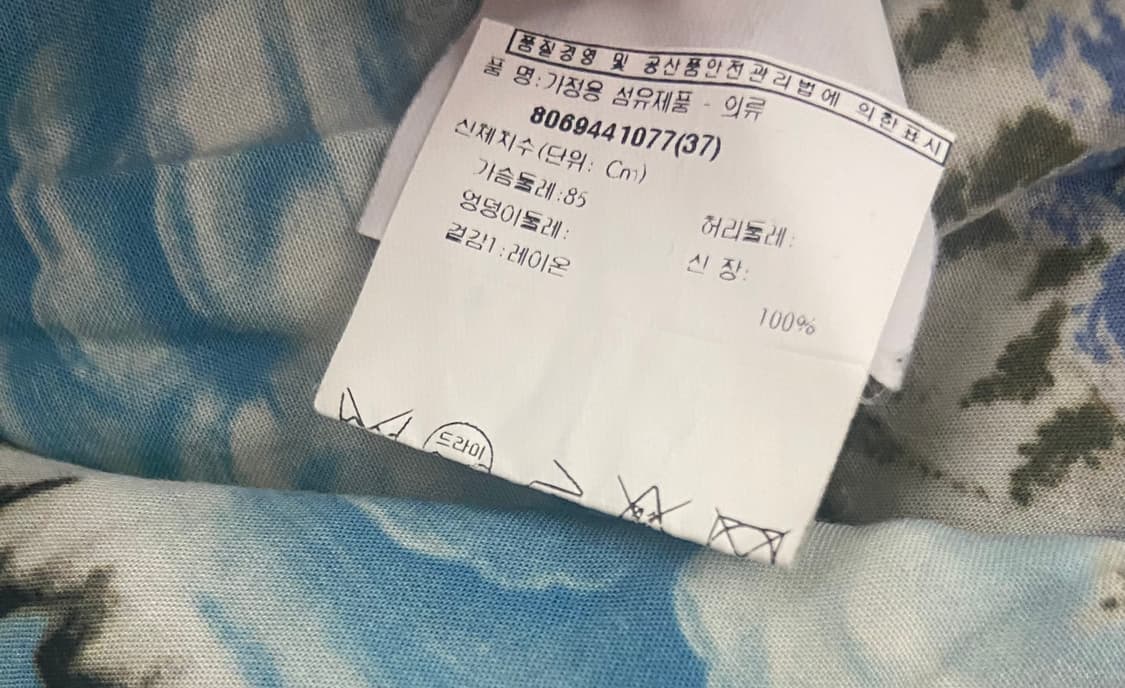 품질경영 및 공산품안전관리법에 의한표시
품 명:가정용 섬유제품 - 의류
8069441077(37)
신체치수(단위: Cm)
가슴둘레:85 허리둘레:
엉덩이둘레: 신 장:
겉감1:레이온 100%
드라이